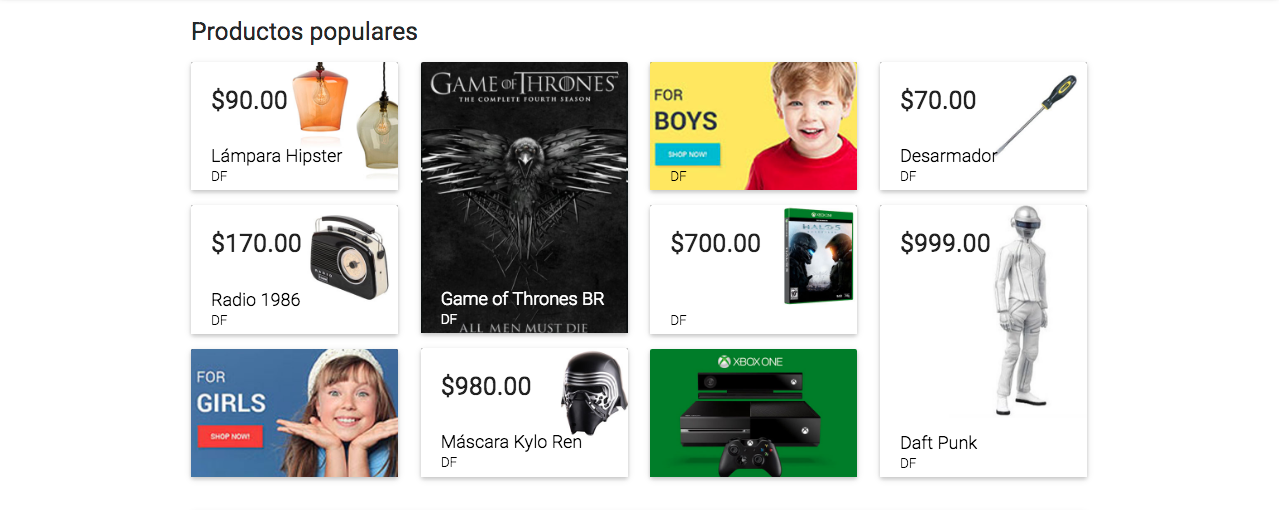 Productos populares
$90.00
Lámpara Hipster
DF
GAME OF THRONES
THE COMPLETE FOURTH SEASON
Game of Thrones BR
DF
ALL MEN MUST DIE
FOR
BOYS
SHOP NOW!
DF
$70.00
Desarmador
DF
$170.00
Radio 1986
DF
$700.00
XBOX ONE
HALO 5
DF
$999.00
Daft Punk
DF
FOR
GIRLS
SHOP NOW!
$980.00
Máscara Kylo Ren
DF
XBOX ONE